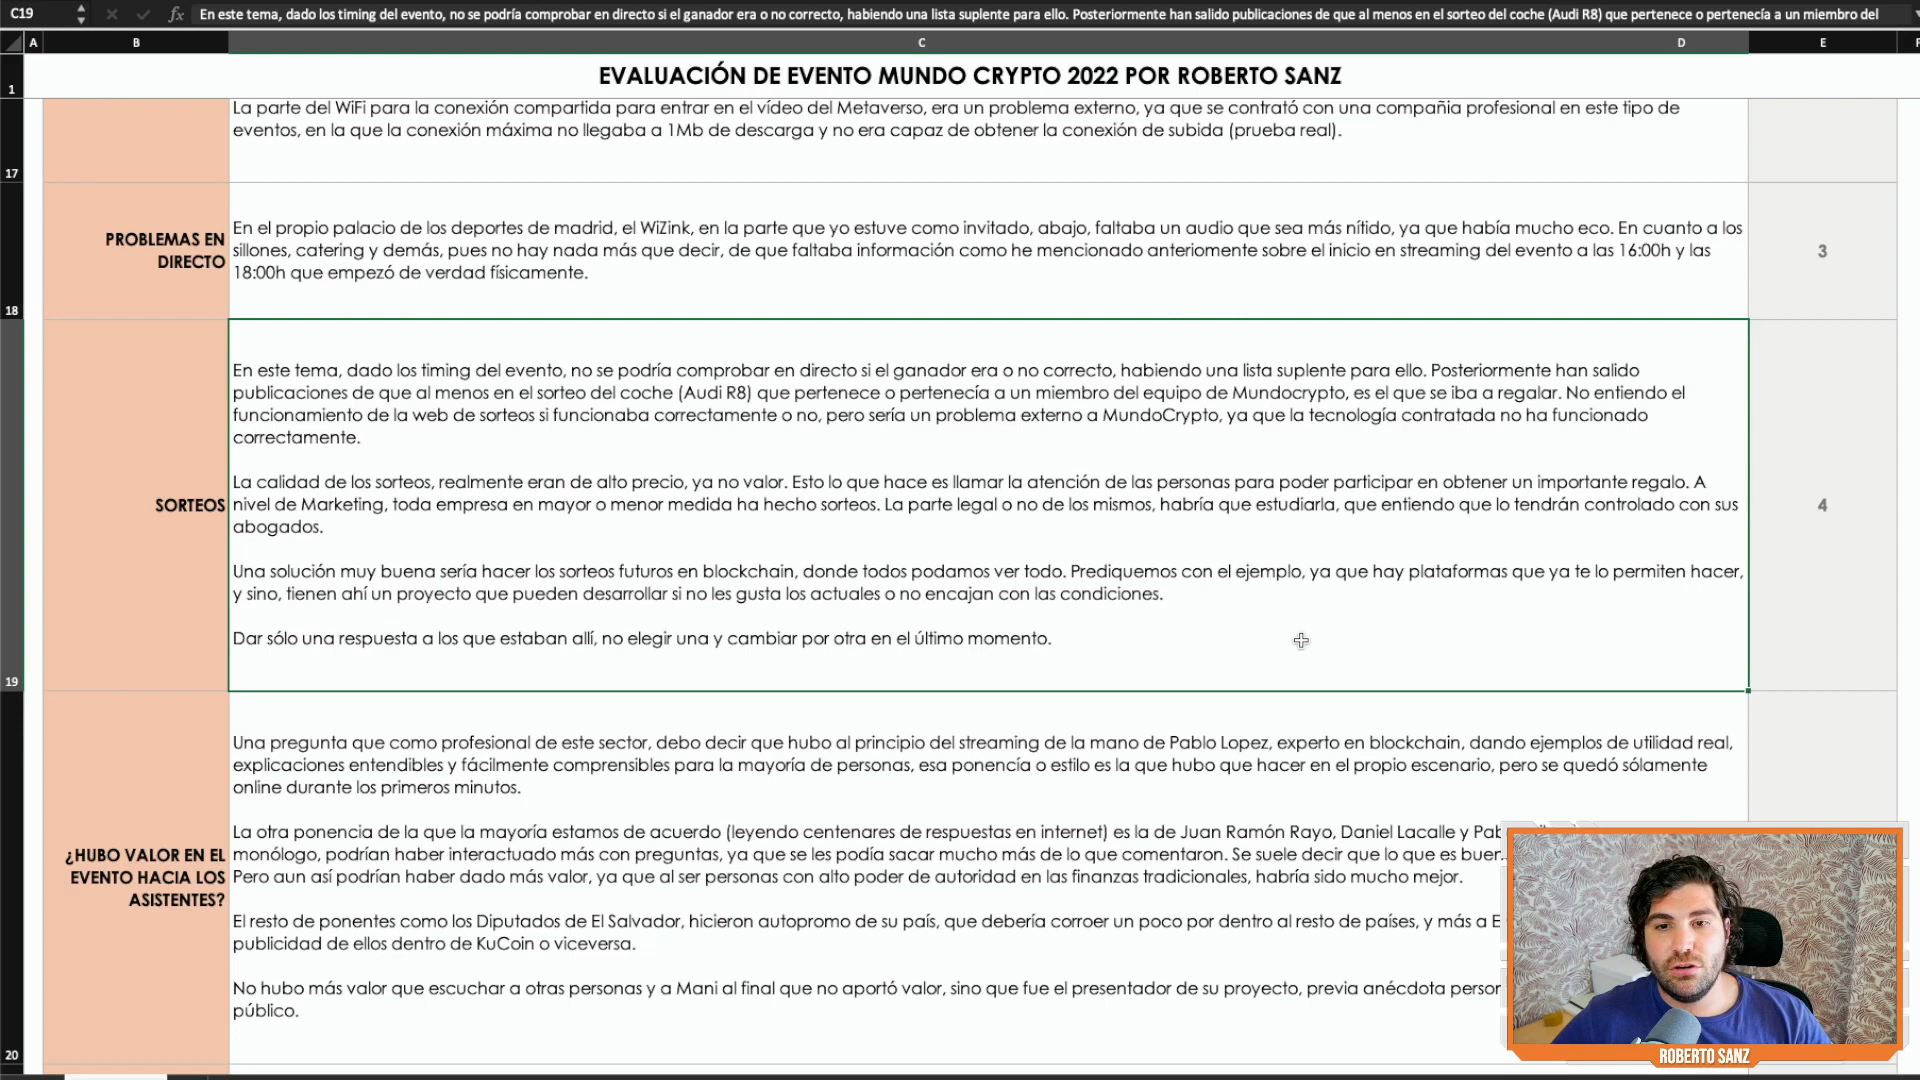 C19
fx En este tema, dado los timing del evento, no se podría comprobar en directo si el ganador era o no correcto, habiendo una lista suplente para ello. Posteriormente han salido publicaciones de que al menos en el sorteo del coche (Audi R8) que pertenece o pertenecía a un miembro del
A B C D E F
1 EVALUACIÓN DE EVENTO MUNDO CRYPTO 2022 POR ROBERTO SANZ
La parte del WiFi para la conexión compartida para entrar en el vídeo del Metaverso, era un problema externo, ya que se contrató con una compañia profesional en este tipo de
eventos, en la que la conexión máxima no llegaba a 1Mb de descarga y no era capaz de obtener la conexión de subida (prueba real).
17
PROBLEMAS EN
DIRECTO
En el propio palacio de los deportes de madrid, el WiZink, en la parte que yo estuve como invitado, abajo, faltaba un audio que sea más nítido, ya que había mucho eco. En cuanto a los
sillones, catering y demás, pues no hay nada más que decir, de que faltaba información como he mencionado anteriomente sobre el inicio en streaming del evento a las 16:00h y las
18:00h que empezó de verdad físicamente.
3
18
SORTEOS
En este tema, dado los timing del evento, no se podría comprobar en directo si el ganador era o no correcto, habiendo una lista suplente para ello. Posteriormente han salido
publicaciones de que al menos en el sorteo del coche (Audi R8) que pertenece o pertenecía a un miembro del equipo de Mundocrypto, es el que se iba a regalar. No entiendo el
funcionamiento de la web de sorteos si funcionaba correctamente o no, pero sería un problema externo a MundoCrypto, ya que la tecnología contratada no ha funcionado
correctamente.
La calidad de los sorteos, realmente eran de alto precio, ya no valor. Esto lo que hace es llamar la atención de las personas para poder participar en obtener un importante regalo. A
nivel de Marketing, toda empresa en mayor o menor medida ha hecho sorteos. La parte legal o no de los mismos, habría que estudiarla, que entiendo que lo tendrán controlado con sus
abogados.
Una solución muy buena sería hacer los sorteos futuros en blockchain, donde todos podamos ver todo. Prediquemos con el ejemplo, ya que hay plataformas que ya te lo permiten hacer,
y sino, tienen ahí un proyecto que pueden desarrollar si no les gusta los actuales o no encajan con las condiciones.
Dar sólo una respuesta a los que estaban allí, no elegir una y cambiar por otra en el último momento.
4
19
¿HUBO VALOR EN EL
EVENTO HACIA LOS
ASISTENTES?
Una pregunta que como profesional de este sector, debo decir que hubo al principio del streaming de la mano de Pablo Lopez, experto en blockchain, dando ejemplos de utilidad real,
explicaciones entendibles y fácilmente comprensibles para la mayoría de personas, esa ponencía o estilo es la que hubo que hacer en el propio escenario, pero se quedó sólamente
online durante los primeros minutos.
La otra ponencia de la que la mayoría estamos de acuerdo (leyendo centenares de respuestas en internet) es la de Juan Ramón Rayo, Daniel Lacalle y
monólogo, podrían haber interactuado más con preguntas, ya que se les podía sacar mucho más de lo que comentaron. Se suele decir que lo que es
Pero aun así podrían haber dado más valor, ya que al ser personas con alto poder de autoridad en las finanzas tradicionales, habría sido mucho mejor.
El resto de ponentes como los Diputados de El Salvador, hicieron autopromo de su país, que debería corroer un poco por dentro al resto de países, y más a
publicidad de ellos dentro de KuCoin o viceversa.
No hubo más valor que escuchar a otras personas y a Mani al final que no aportó valor, sino que fue el presentador de su proyecto, previa anécdota
público.
20
ROBERTO SANZ